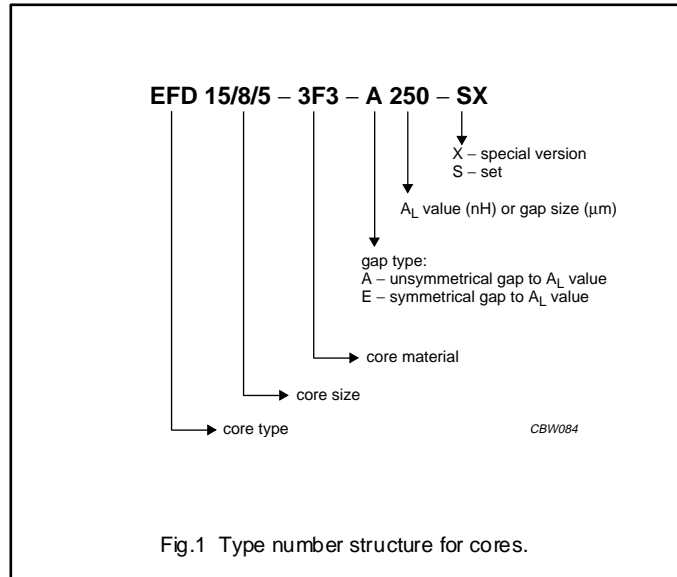 EFD 15/8/5 – 3F3 – A 250 – SX
X – special version
S – set
AL value (nH) or gap size (μm)
gap type:
A – unsymmetrical gap to AL value
E – symmetrical gap to AL value
core material
core size
core type
CBW084
Fig.1 Type number structure for cores.